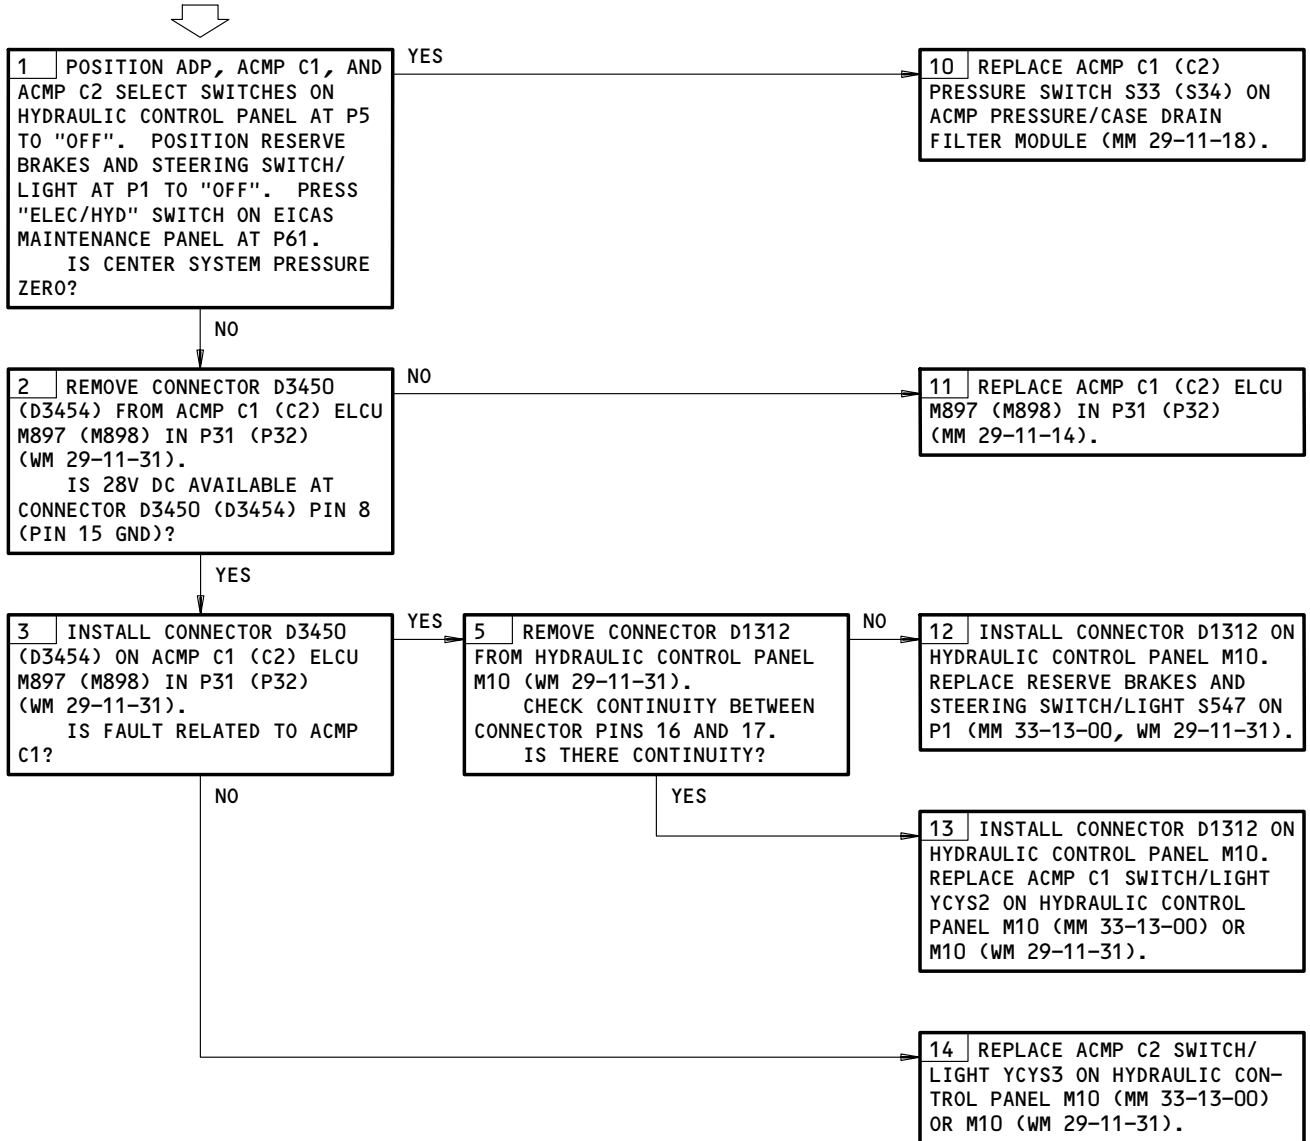 1 POSITION ADP, ACMP C1, AND
ACMP C2 SELECT SWITCHES ON
HYDRAULIC CONTROL PANEL AT P5
TO "OFF". POSITION RESERVE
BRAKES AND STEERING SWITCH/
LIGHT AT P1 TO "OFF". PRESS
"ELEC/HYD" SWITCH ON EICAS
MAINTENANCE PANEL AT P61.
IS CENTER SYSTEM PRESSURE
ZERO?
YES
10 REPLACE ACMP C1 (C2)
PRESSURE SWITCH S33 (S34) ON
ACMP PRESSURE/CASE DRAIN
FILTER MODULE (MM 29-11-18).
NO
2 REMOVE CONNECTOR D3450
(D3454) FROM ACMP C1 (C2) ELCU
M897 (M898) IN P31 (P32)
(WM 29-11-31).
IS 28V DC AVAILABLE AT
CONNECTOR D3450 (D3454) PIN 8
(PIN 15 GND)?
NO
11 REPLACE ACMP C1 (C2) ELCU
M897 (M898) IN P31 (P32)
(MM 29-11-14).
YES
3 INSTALL CONNECTOR D3450
(D3454) ON ACMP C1 (C2) ELCU
M897 (M898) IN P31 (P32)
(WM 29-11-31).
IS FAULT RELATED TO ACMP
C1?
YES
5 REMOVE CONNECTOR D1312
FROM HYDRAULIC CONTROL PANEL
M10 (WM 29-11-31).
CHECK CONTINUITY BETWEEN
CONNECTOR PINS 16 AND 17.
IS THERE CONTINUITY?
NO
12 INSTALL CONNECTOR D1312 ON
HYDRAULIC CONTROL PANEL M10.
REPLACE RESERVE BRAKES AND
STEERING SWITCH/LIGHT S547 ON
P1 (MM 33-13-00, WM 29-11-31).
NO
YES
13 INSTALL CONNECTOR D1312 ON
HYDRAULIC CONTROL PANEL M10.
REPLACE ACMP C1 SWITCH/LIGHT
YCYS2 ON HYDRAULIC CONTROL
PANEL M10 (MM 33-13-00) OR
M10 (WM 29-11-31).
14 REPLACE ACMP C2 SWITCH/
LIGHT YCYS3 ON HYDRAULIC CON-
TROL PANEL M10 (MM 33-13-00)
OR M10 (WM 29-11-31).